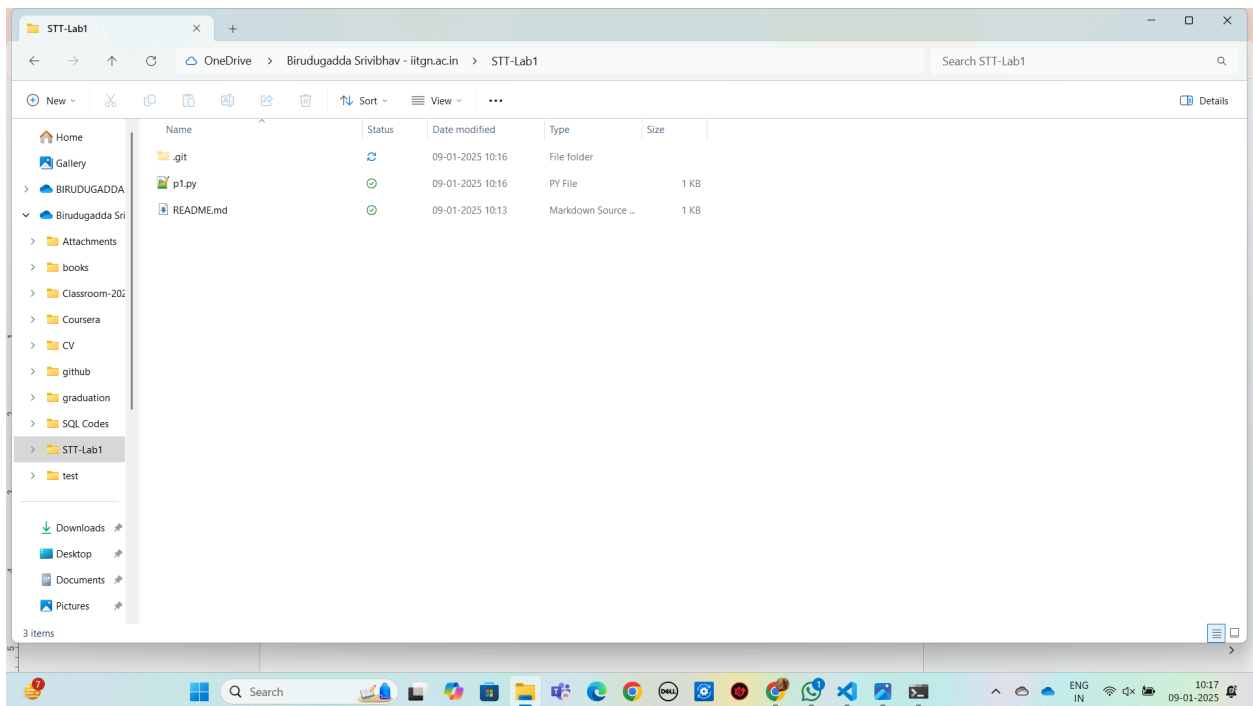 STT-Lab1
OneDrive > Birudugadda Srivibhav - iitgn.ac.in > STT-Lab1
Search STT-Lab1
New
Sort
View
Details
Name Status Date modified Type Size
.git 09-01-2025 10:16 File folder
p1.py 09-01-2025 10:16 PY File 1 KB
README.md 09-01-2025 10:13 Markdown Source ... 1 KB
Home
Gallery
BIRUDUGADDA
Birudugadda Sri
Attachments
books
Classroom-202
Coursera
CV
github
graduation
SQL Codes
STT-Lab1
test
Downloads
Desktop
Documents
Pictures
3 items
7
Search
DELL
1
ENG
IN
10:17
09-01-2025